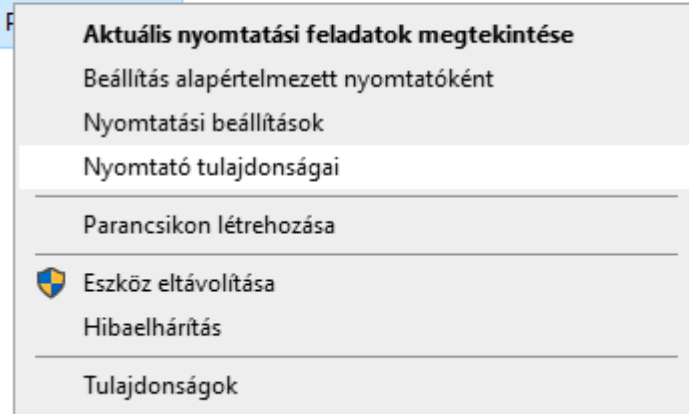 Aktuális nyomtatási feladatok megtekintése
Beállítás alapértelmezett nyomtatóként
Nyomtatási beállítások
Nyomtató tulajdonságai
Parancsikon létrehozása
Eszköz eltávolítása
Hibaelhárítás
Tulajdonságok